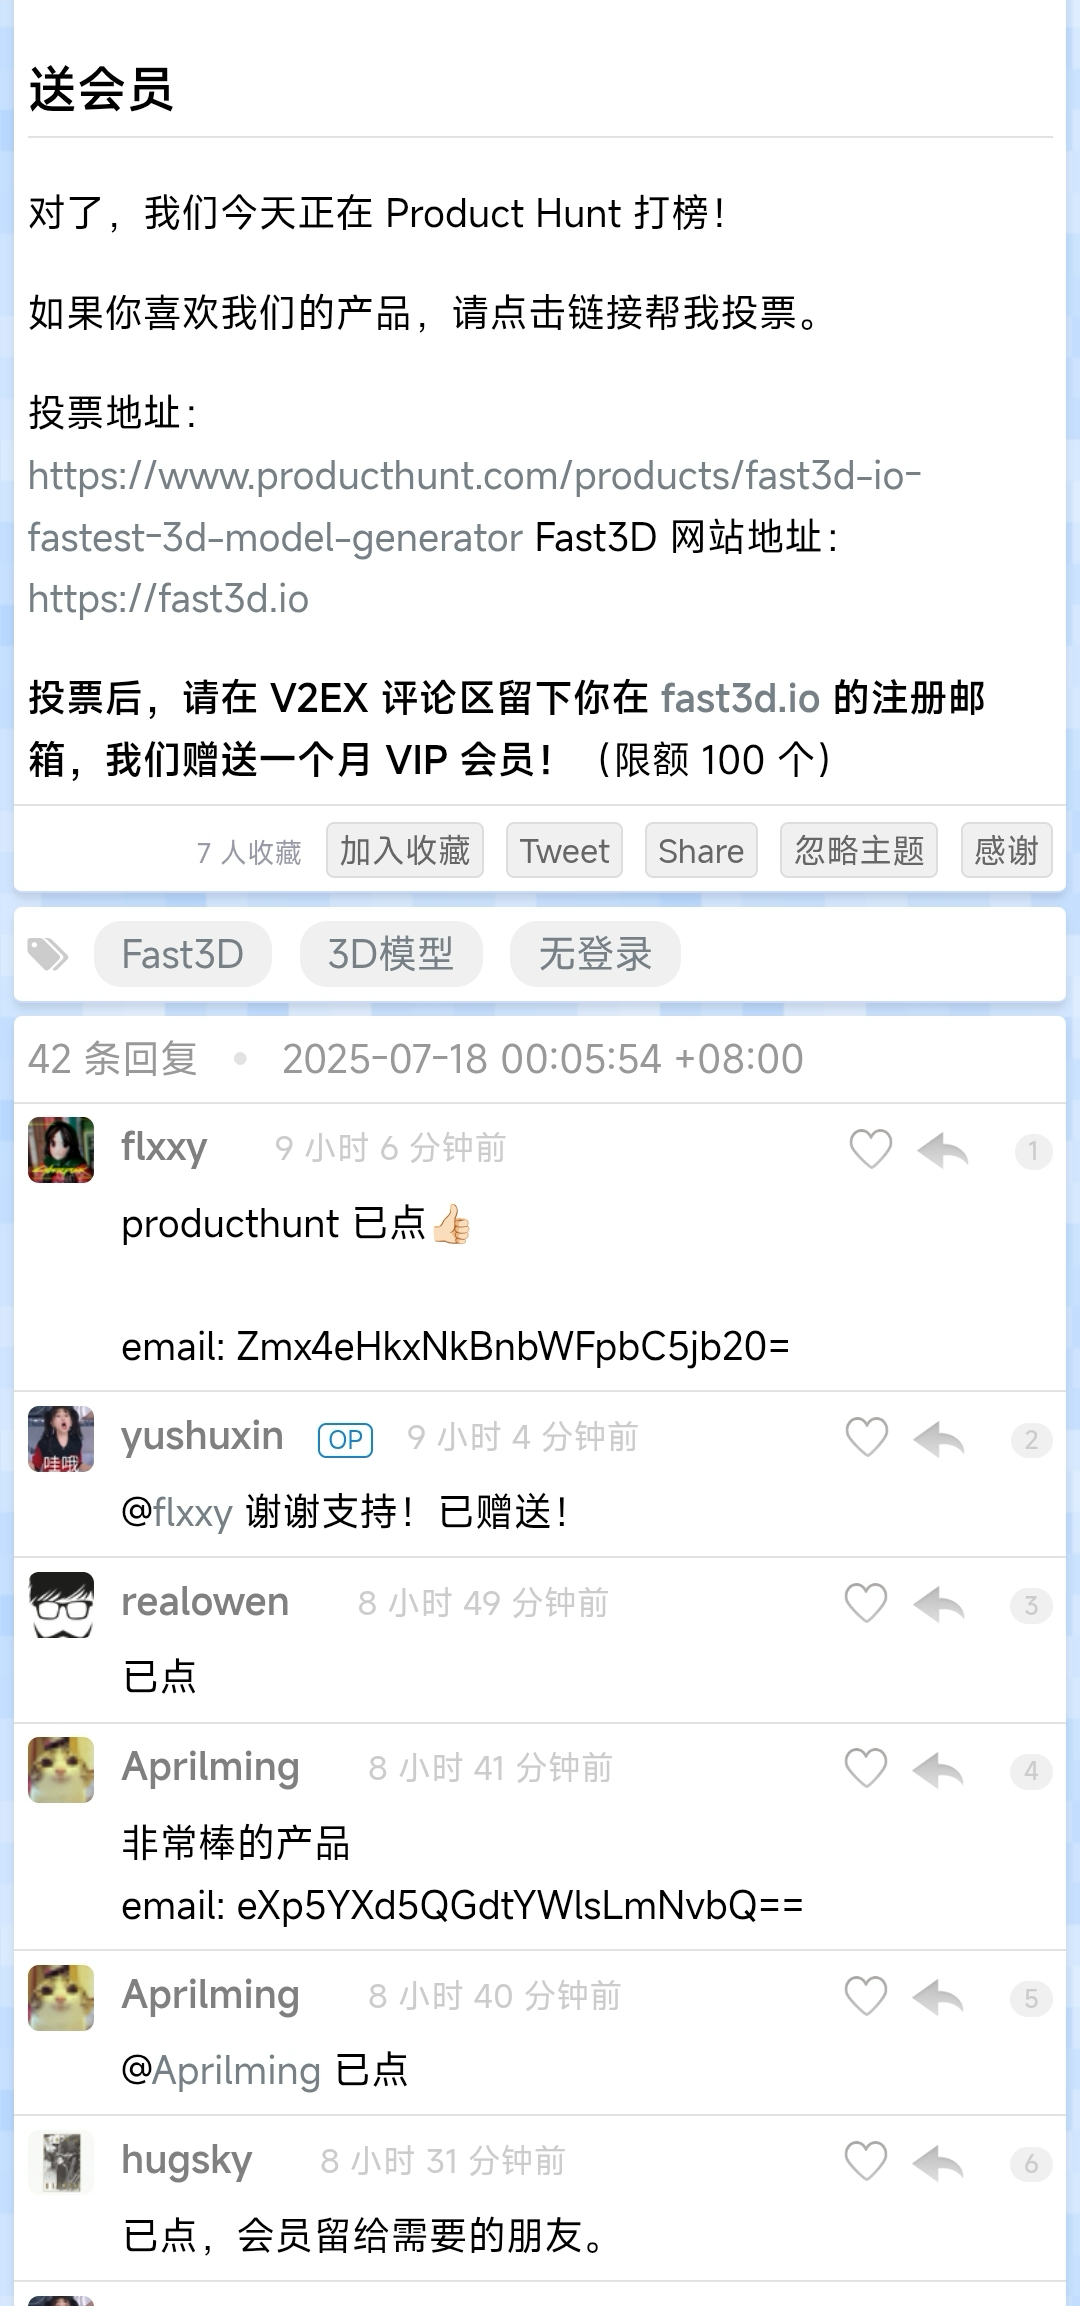 送会员
对了，我们今天正在 Product Hunt 打榜！
如果你喜欢我们的产品，请点击链接帮我投票。
投票地址：
https://www.producthunt.com/products/fast3d-io-
fastest-3d-model-generator Fast3D 网站地址：
https://fast3d.io
投票后，请在 V2EX 评论区留下你在 fast3d.io 的注册邮
箱，我们赠送一个月 VIP 会员！（限额 100 个）
7 人收藏 加入收藏 Tweet Share 忽略主题 感谢
Fast3D 3D模型 无登录
42 条回复 • 2025-07-18 00:05:54 +08:00
flxxy 9 小时 6 分钟前 1
producthunt 已点👍🏻
email: Zmx4eHkxNkBnbWFpbC5jb20=
yushuxin OP 9 小时 4 分钟前 2
哇哦
@flxxy 谢谢支持！已赠送！
realowen 8 小时 49 分钟前 3
已点
Aprilming 8 小时 41 分钟前 4
非常棒的产品
email: eXp5YXd5QGdtYWlsLmNvbQ==
Aprilming 8 小时 40 分钟前 5
@Aprilming 已点
hugsky 8 小时 31 分钟前 6
已点，会员留给需要的朋友。